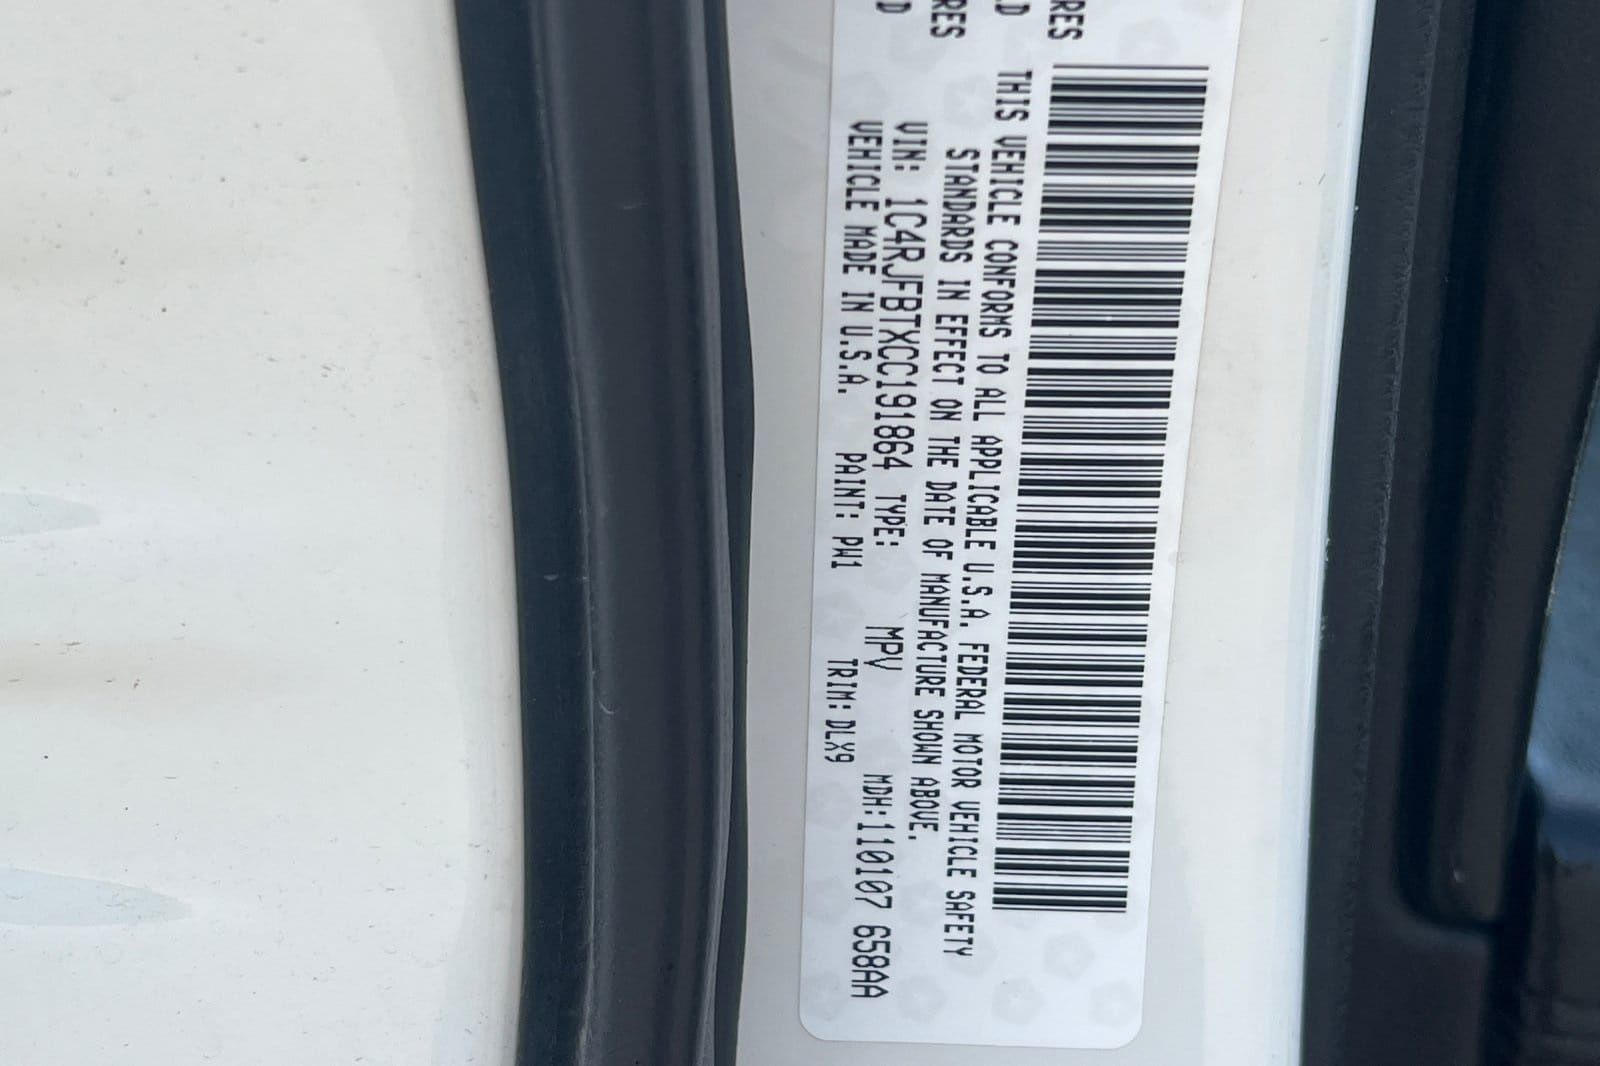 RES
D
RES
D
THIS VEHICLE CONFORMS TO ALL APPLICABLE U.S.A. FEDERAL MOTOR VEHICLE SAFETY
STANDARDS IN EFFECT ON THE DATE OF MANUFACTURE SHOWN ABOVE.
VIN: 1C4RJFBTXCC191864 TYPE: MPV MDH:110107 658AA
VEHICLE MADE IN U.S.A. PAINT: PW1 TRIM: DLX9